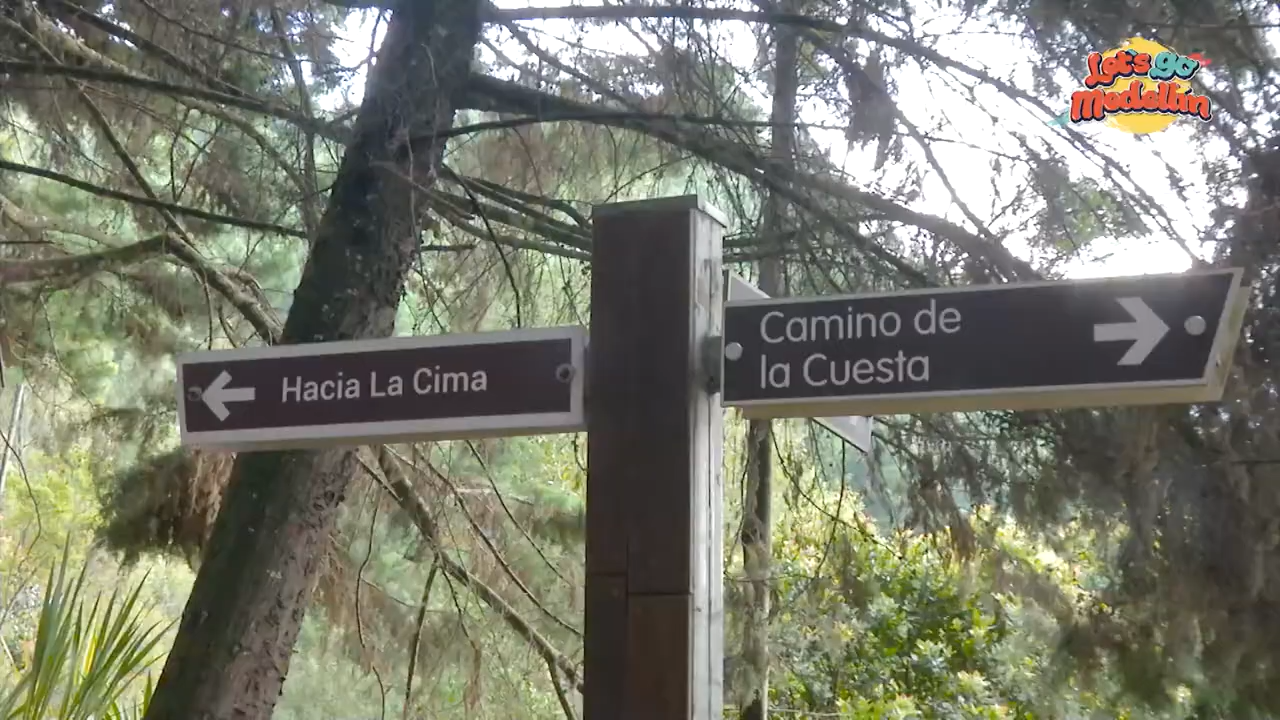 Let's go
Medellin
Hacia La Cima
Camino de
la Cuesta